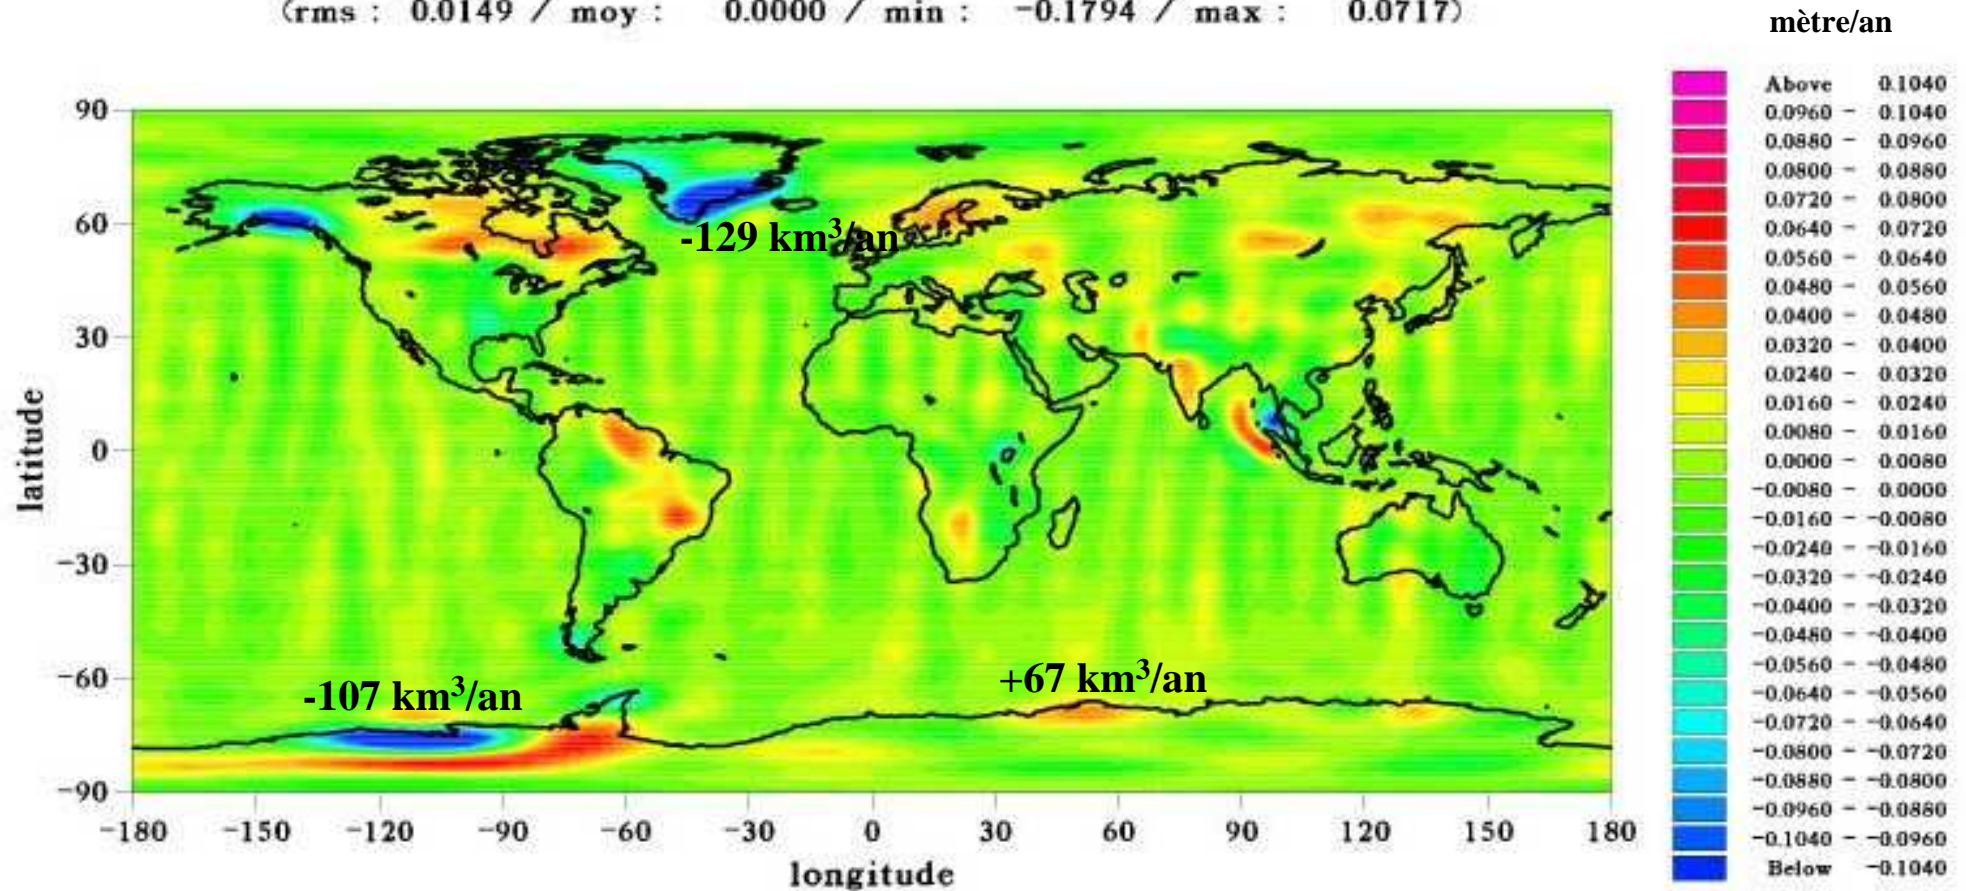 (rms : 0.0149 / moy : 0.0000 / min : -0.1794 / max : 0.0717)
mètre/an
Above 0.1040
0.0960 - 0.1040
0.0880 - 0.0960
0.0800 - 0.0880
0.0720 - 0.0800
0.0640 - 0.0720
0.0560 - 0.0640
0.0480 - 0.0560
0.0400 - 0.0480
0.0320 - 0.0400
0.0240 - 0.0320
0.0160 - 0.0240
0.0080 - 0.0160
0.0000 - 0.0080
-0.0080 - 0.0000
-0.0160 - -0.0080
-0.0240 - -0.0160
-0.0320 - -0.0240
-0.0400 - -0.0320
-0.0480 - -0.0400
-0.0560 - -0.0480
-0.0640 - -0.0560
-0.0720 - -0.0640
-0.0800 - -0.0720
-0.0880 - -0.0800
-0.0960 - -0.0880
-0.1040 - -0.0960
Below -0.1040
latitude
90
60
30
0
-30
-60
-90
-129 km³/an
-107 km³/an
+67 km³/an
-180 -150 -120 -90 -60 -30 0 30 60 90 120 150 180
longitude